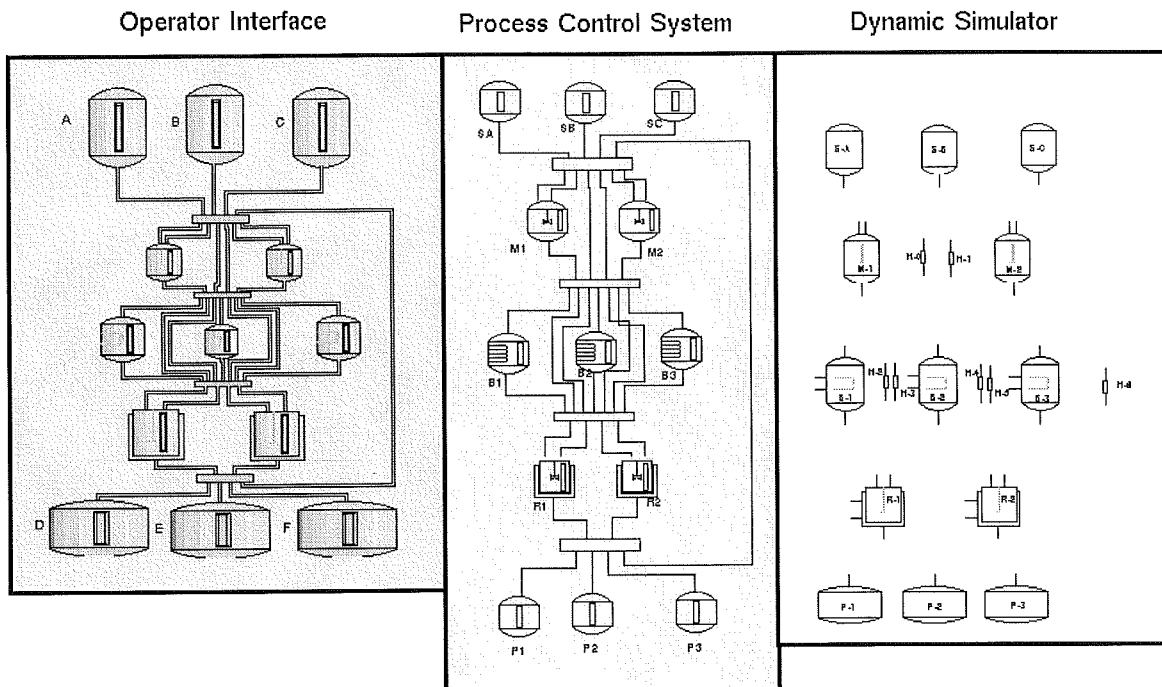 Operator Interface
Process Control System
Dynamic Simulator
A
B
C
D
E
F
SA
SB
SC
M1
M2
B1
B2
B3
R1
R2
P1
P2
P3
S-A
S-C
M-1
H-1
M-2
H-3
R-1
R-2
P-1
P-2
P-3